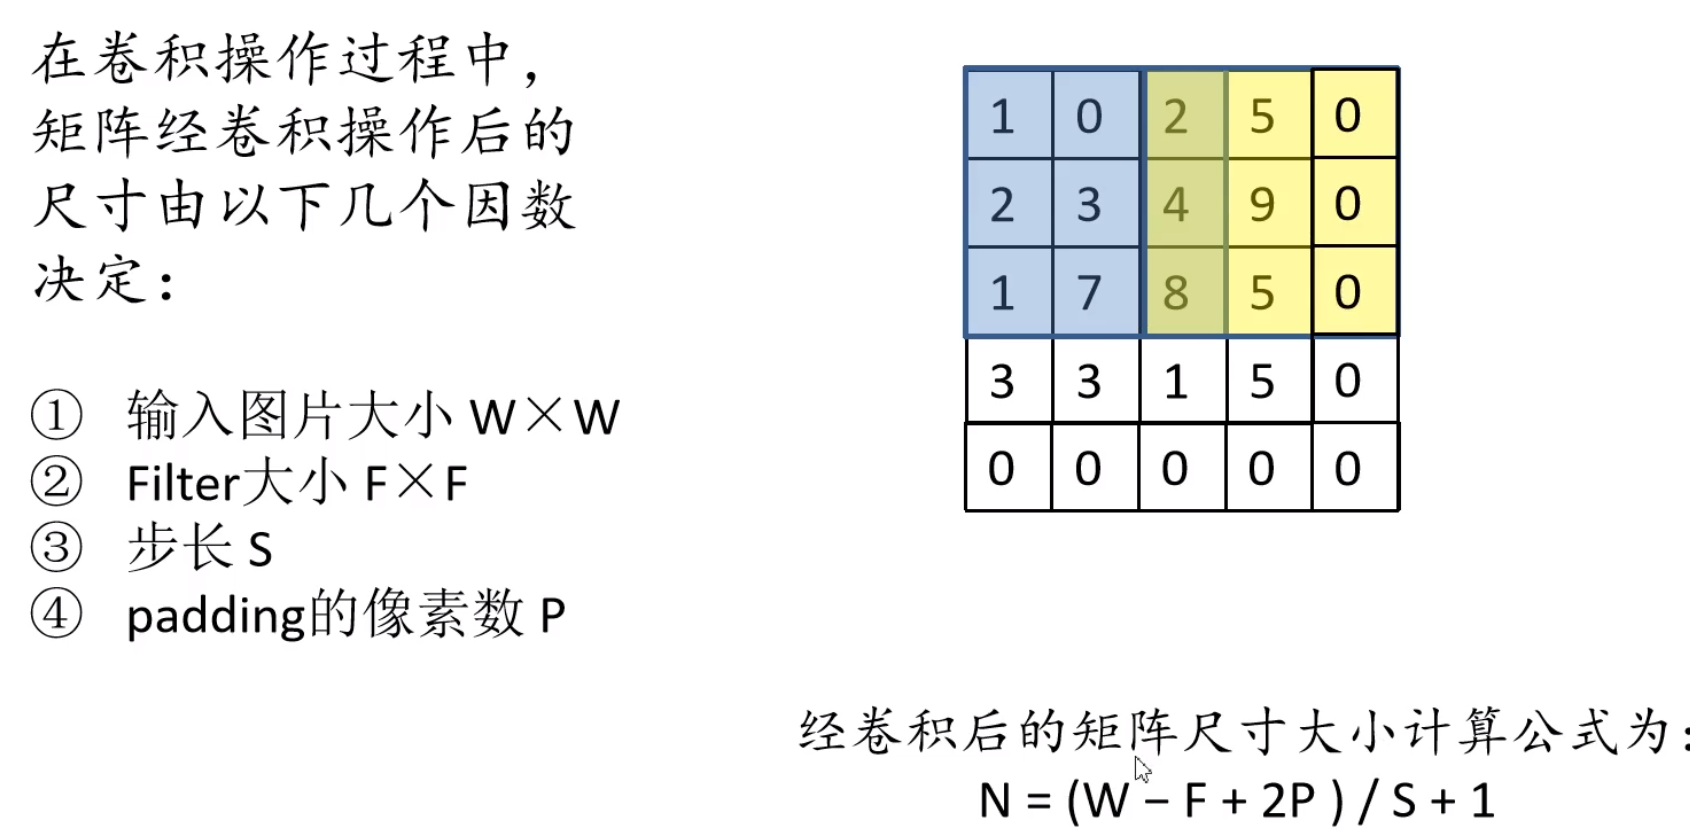 在卷积操作过程中，
矩阵经卷积操作后的
尺寸由以下几个因数
决定：
① 输入图片大小 W×W
② Filter大小 F×F
③ 步长 S
④ padding的像素数 P
1 0 2 5 0
2 3 4 9 0
1 7 8 5 0
3 3 1 5 0
0 0 0 0 0
经卷积后的矩阵尺寸大小计算公式为：
N = (W − F + 2P ) / S + 1